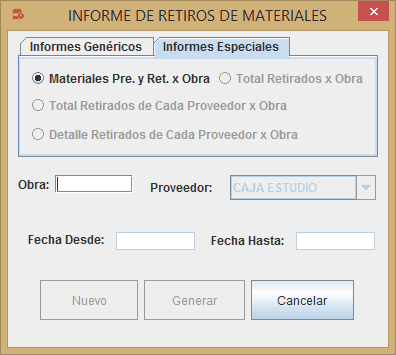 INFORME DE RETIROS DE MATERIALES
Informes Genéricos Informes Especiales
Materiales Pre. y Ret. x Obra Total Retirados x Obra
Total Retirados de Cada Proveedor x Obra
Detalle Retirados de Cada Proveedor x Obra
Obra: Proveedor: CAJA ESTUDIO
Fecha Desde: Fecha Hasta:
Nuevo Generar Cancelar